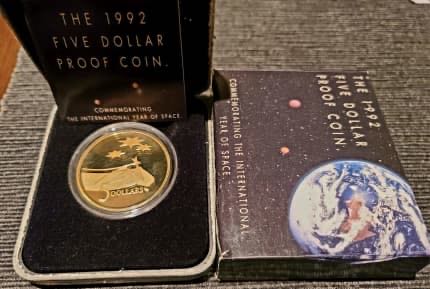 THE 1992
FIVE DOLLAR
PROOF COIN.
COMMEMORATING
THE INTERNATIONAL YEAR OF SPACE
5 DOLLARS
THE 1992
FIVE DOLLAR
PROOF COIN.
COMMEMORATING THE INTERNATIONAL
YEAR OF SPACE.